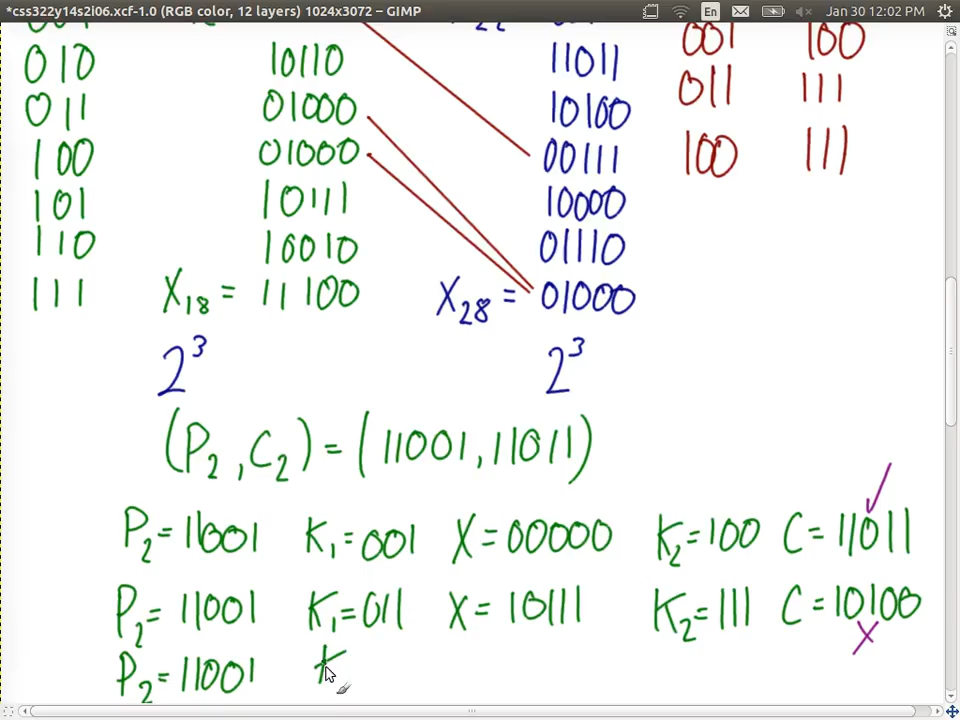 *css322y14s2i06.xcf-1.0 (RGB color, 12 layers) 1024x3072 – GIMP En Jan 30 12:02 PM
001 100
010 10110 11011
011 01000 10100 011 111
100 01000 00111 100 111
101 10111 10000
110 10010 01110
111 X₁₈ = 11100 X₂₈ = 01000
2³ 2³
(P₂, C₂) = (11001, 11011)
P₂ = 11001 K₁ = 001 X = 00000 K₂ = 100 C = 11011 ✓
P₂ = 11001 K₁ = 011 X = 10111 K₂ = 111 C = 10100 X
P₂ = 11001 K